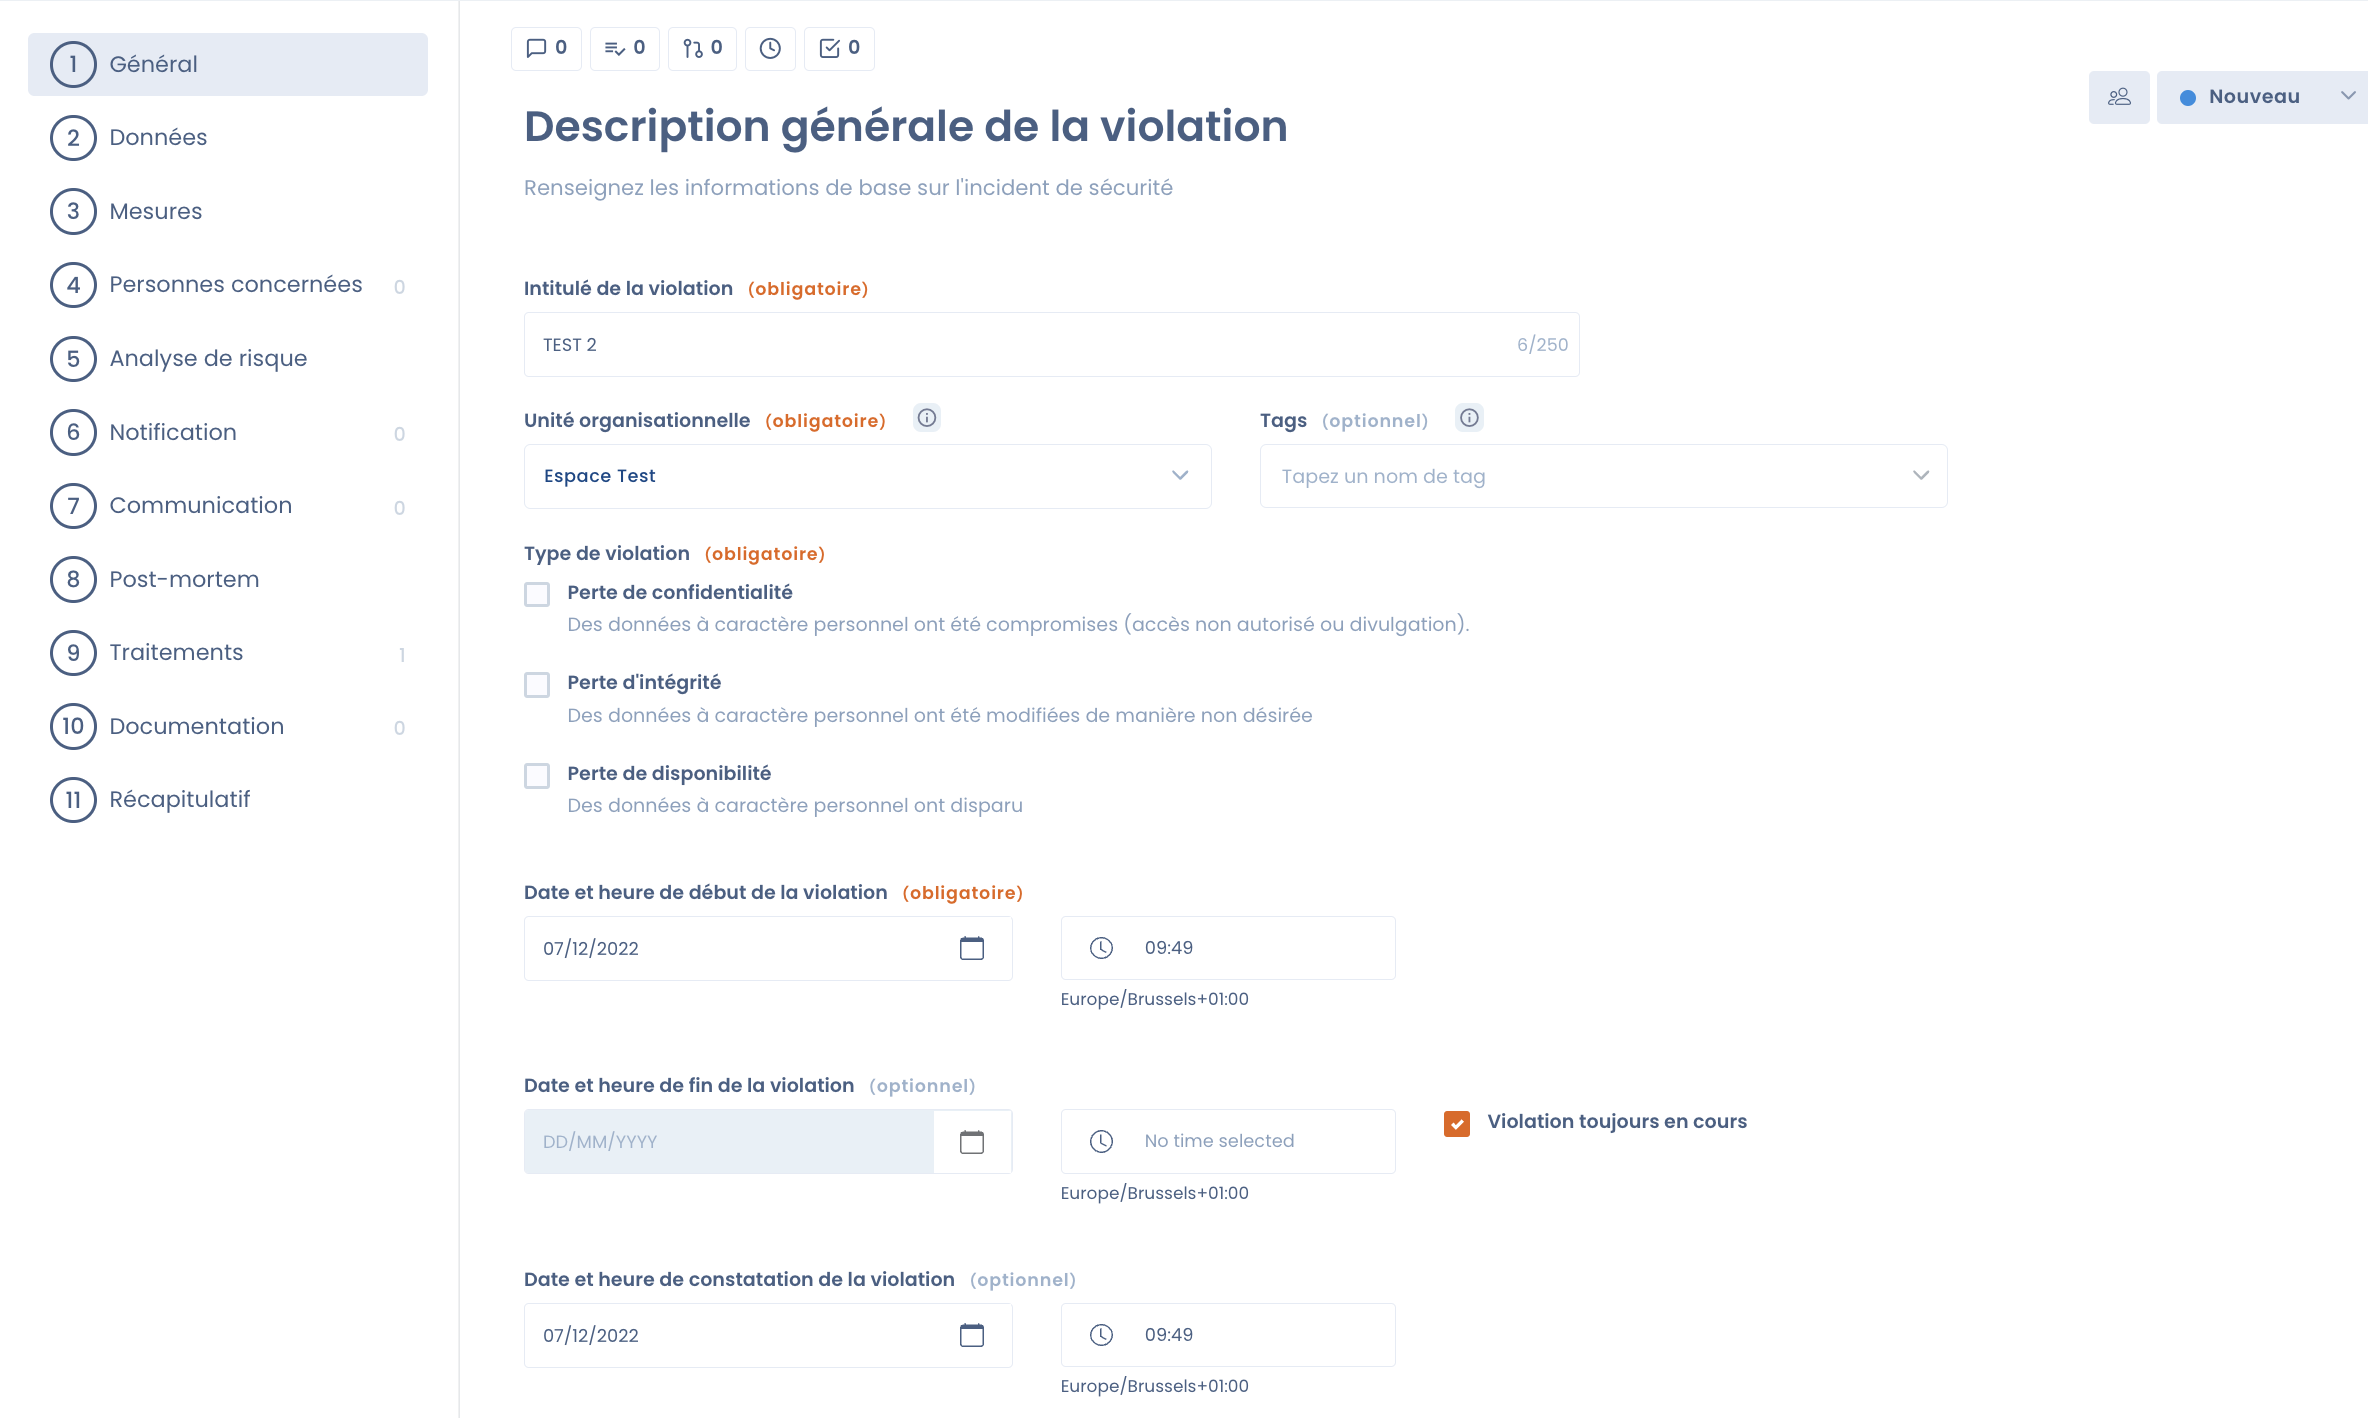 1 Général
2 Données
3 Mesures
4 Personnes concernées 0
5 Analyse de risque
6 Notification 0
7 Communication 0
8 Post-mortem
9 Traitements 1
10 Documentation 0
11 Récapitulatif
0 0 0 0
Nouveau
Description générale de la violation
Renseignez les informations de base sur l'incident de sécurité
Intitulé de la violation (obligatoire)
TEST 2 6/250
Unité organisationnelle (obligatoire) Tags (optionnel)
Espace Test Tapez un nom de tag
Type de violation (obligatoire)
Perte de confidentialité
Des données à caractère personnel ont été compromises (accès non autorisé ou divulgation).
Perte d'intégrité
Des données à caractère personnel ont été modifiées de manière non désirée
Perte de disponibilité
Des données à caractère personnel ont disparu
Date et heure de début de la violation (obligatoire)
07/12/2022 09:49
Europe/Brussels+01:00
Date et heure de fin de la violation (optionnel)
DD/MM/YYYY No time selected Violation toujours en cours
Europe/Brussels+01:00
Date et heure de constatation de la violation (optionnel)
07/12/2022 09:49
Europe/Brussels+01:00